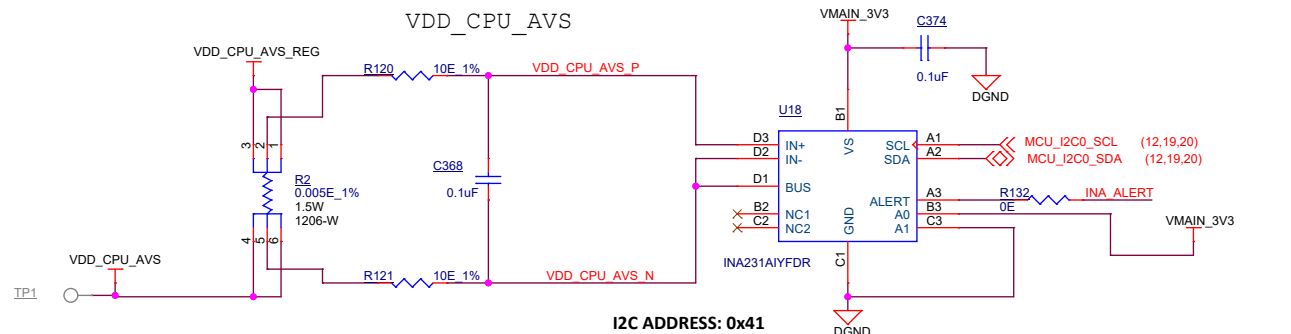 VDD_CPU_AVS
VMAIN_3V3
C374
0.1uF
DGND
VDD_CPU_AVS_REG
R120
10E_1%
VDD_CPU_AVS_P
U18
B1
VS
D3
IN+
D2
IN-
D1
BUS
B2
NC1
C2
NC2
GND
C1
SCL
A1
MCU_I2C0_SCL (12,19,20)
SDA
A2
MCU_I2C0_SDA (12,19,20)
ALERT
A3
R132
0E
INA_ALERT
A0
B3
A1
C3
VMAIN_3V3
INA231AIYFDR
3
2
1
R2
0.005E_1%
1.5W
1206-W
4
5
6
C368
0.1uF
VDD_CPU_AVS
TP1
R121
10E_1%
VDD_CPU_AVS_N
I2C ADDRESS: 0x41
DGND